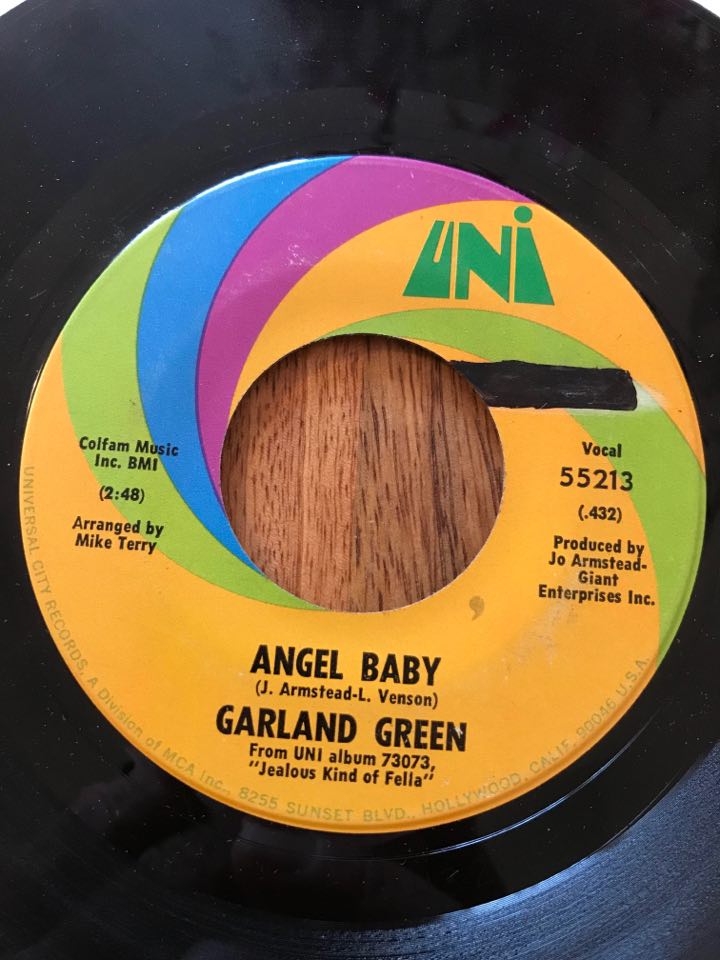 UNI
Colfam Music
Inc. BMI
(2:48)
Arranged by
Mike Terry
Vocal
55213
(.432)
Produced by
Jo Armstead-
Giant
Enterprises Inc.
ANGEL BABY
(J. Armstead-L. Venson)
GARLAND GREEN
From UNI album 73073,
"Jealous Kind of Fella"
UNIVERSAL CITY RECORDS, A Division of MCA Inc., 8255 SUNSET BLVD., HOLLYWOOD, CALIF. 90046 U.S.A.